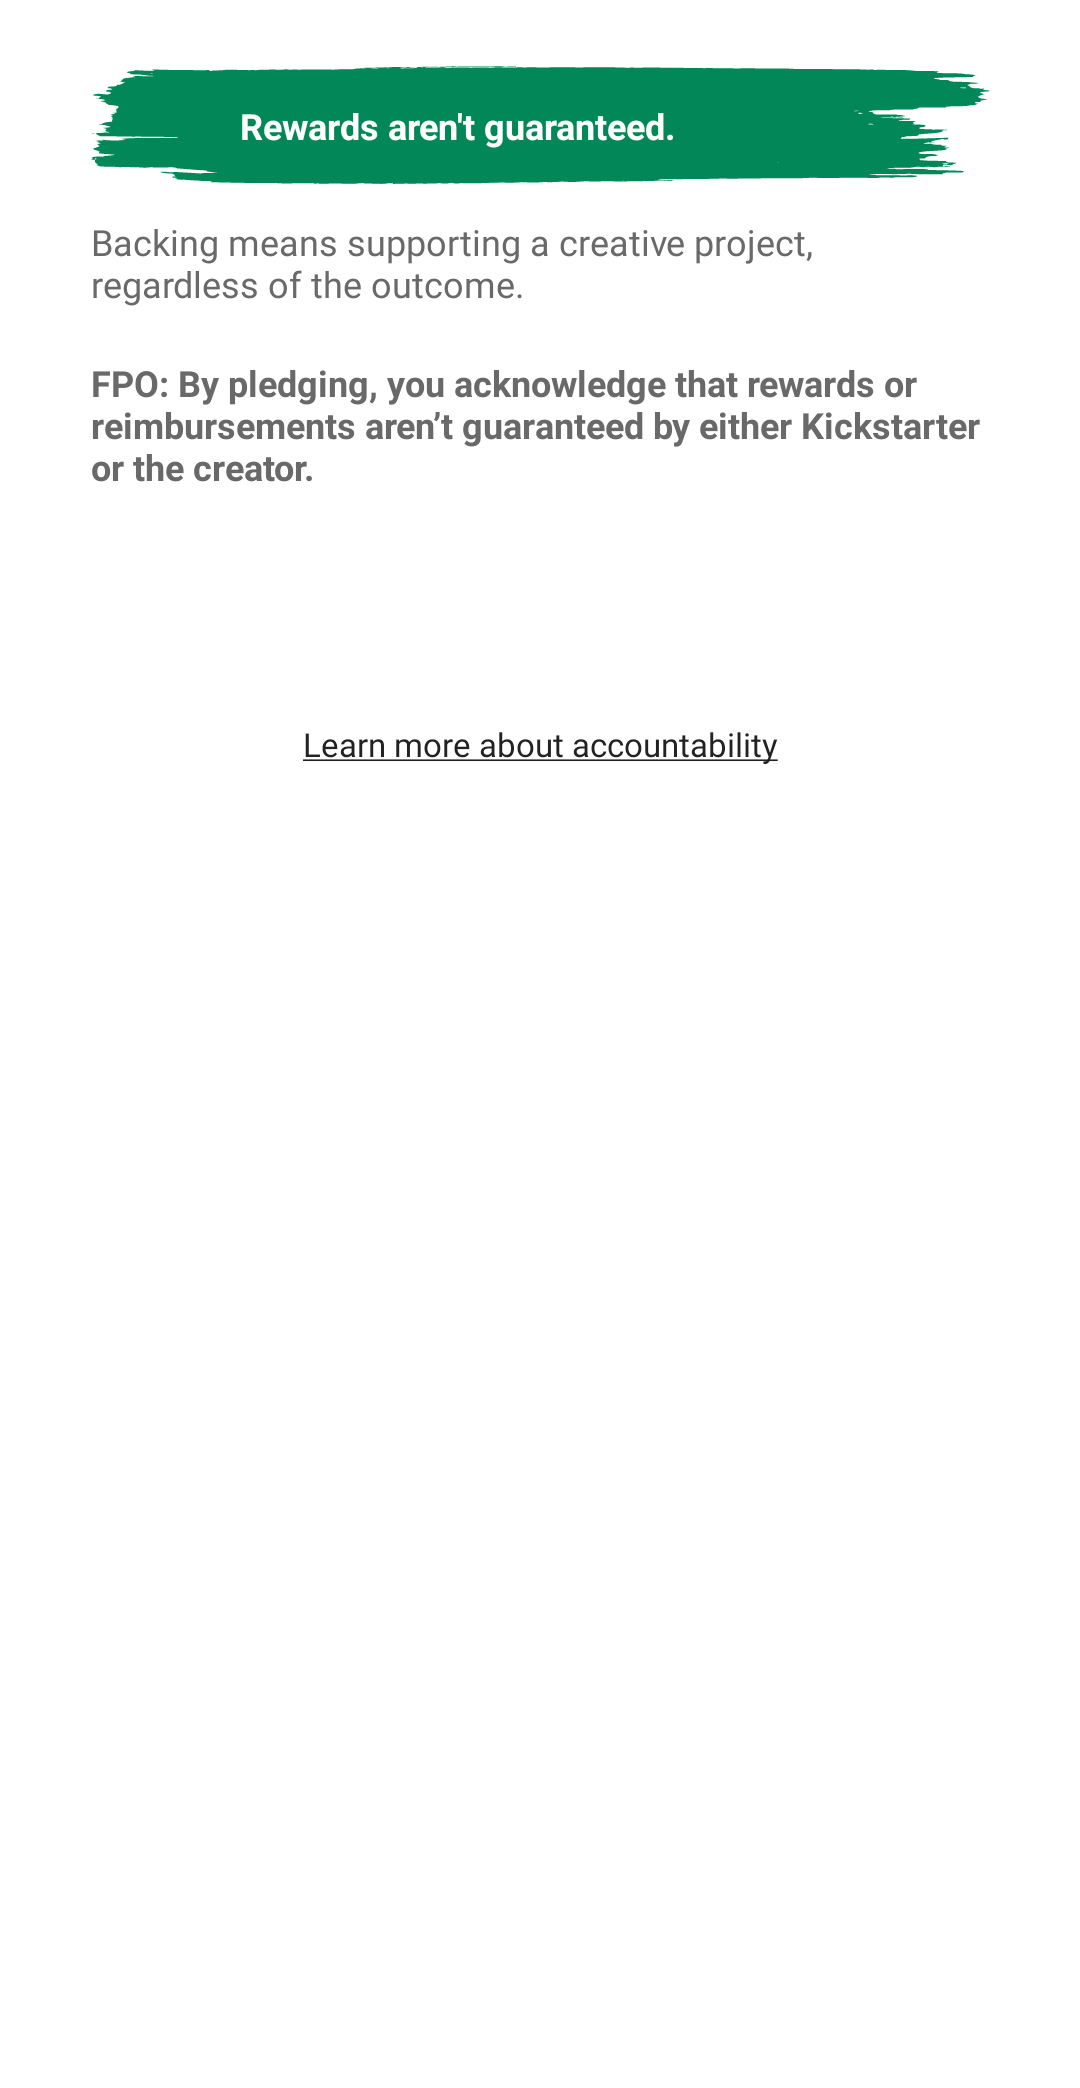 Rewards aren't guaranteed.
Backing means supporting a creative project,
regardless of the outcome.
FPO: By pledging, you acknowledge that rewards or
reimbursements aren’t guaranteed by either Kickstarter
or the creator.
Learn more about accountability